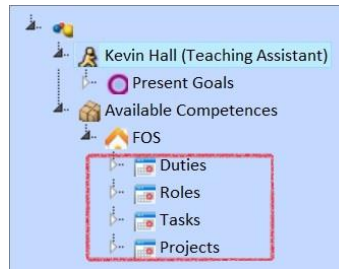 Kevin Hall (Teaching Assistant)
Present Goals
Available Competences
FOS
Duties
Roles
Tasks
Projects